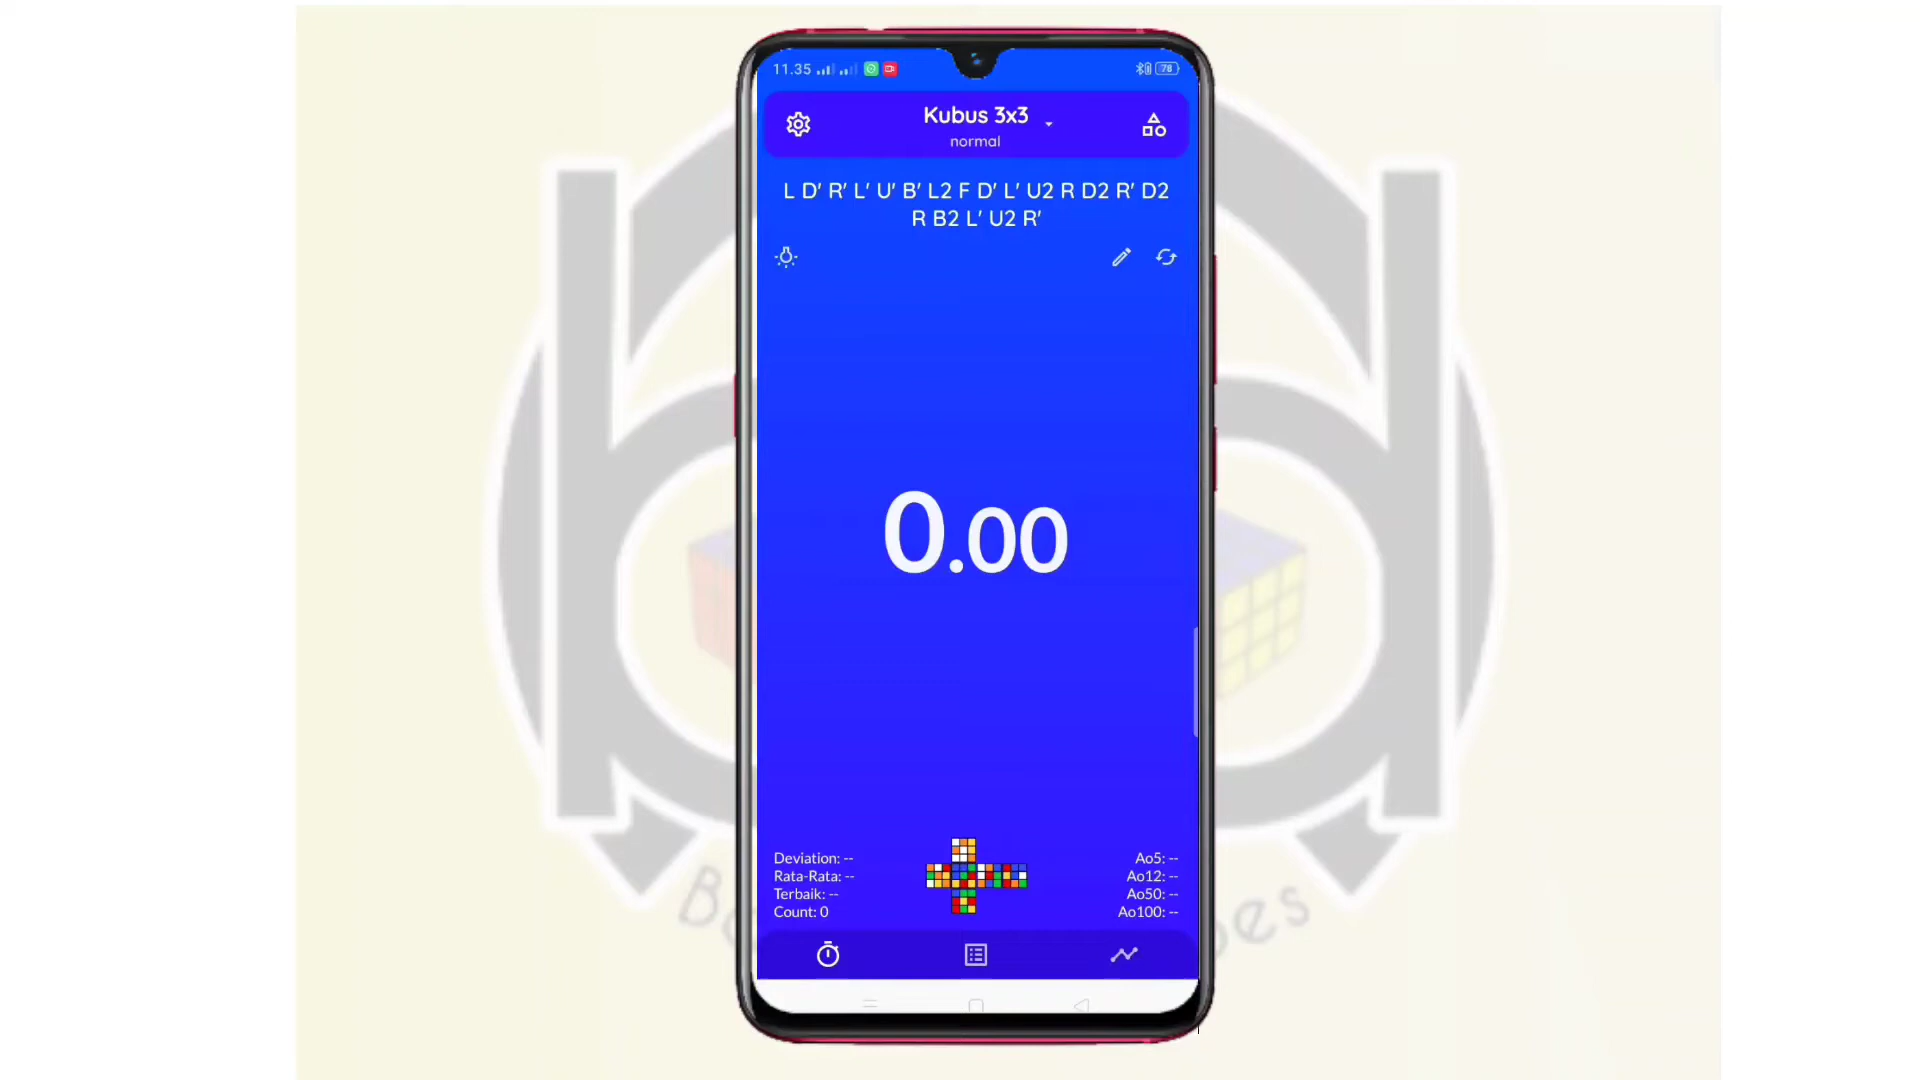 11.35
78
Kubus 3x3
normal
L D' R' L' U' B' L2 F D' L' U2 R D2 R' D2
R B2 L' U2 R'
0.00
Deviation: --
Rata-Rata: --
Terbaik: --
Count: 0
Ao5: --
Ao12: --
Ao50: --
Ao100: --